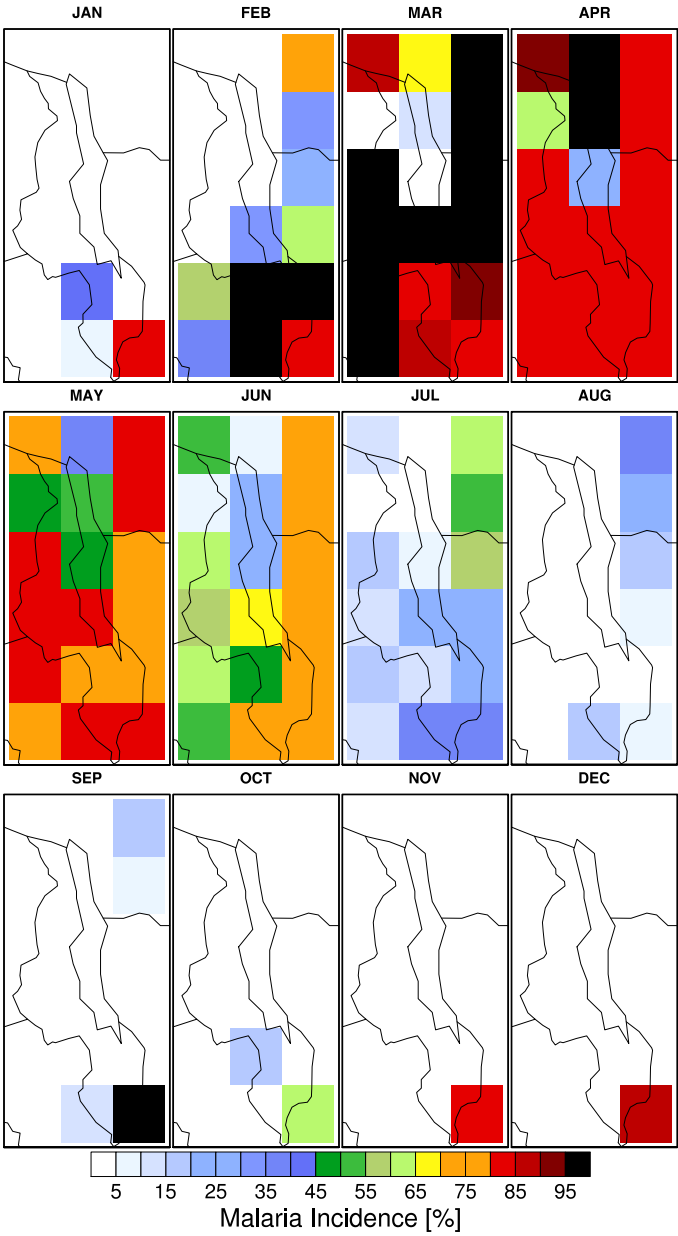 JAN FEB MAR APR
MAY JUN JUL AUG
SEP OCT NOV DEC
5 15 25 35 45 55 65 75 85 95
Malaria Incidence [%]